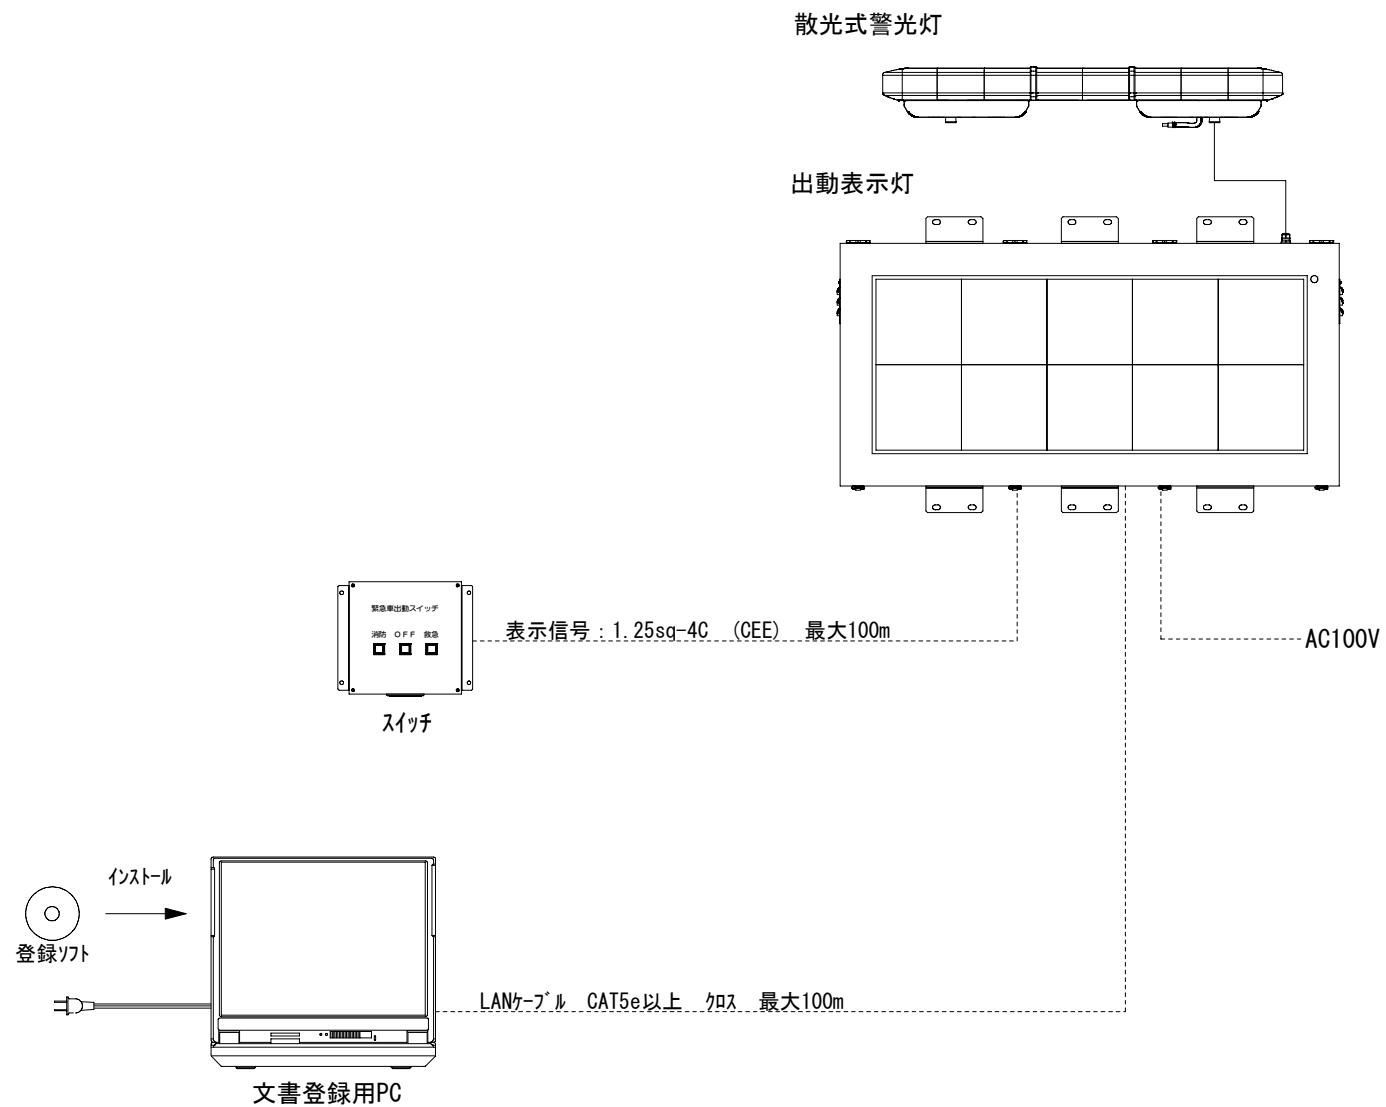 散光式警光灯
出動表示灯
緊急車出動スイッチ
消防 OFF 救急
表示信号：1.25sq-4C （CEE） 最大100m
AC100V
ｽｲｯﾁ
ｲﾝｽﾄｰﾙ
登録ｿﾌﾄ
LANｹｰﾌﾞﾙ CAT5e以上 ｸﾛｽ 最大100m
文書登録用PC